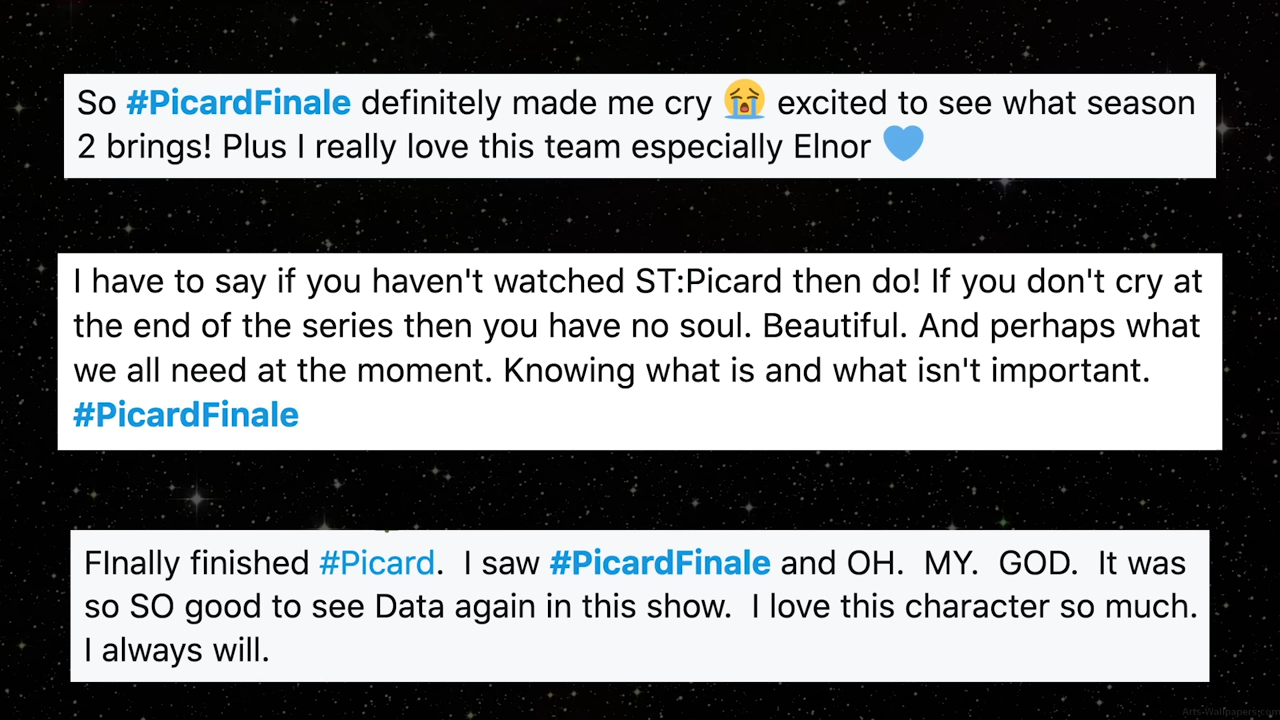 So #PicardFinale definitely made me cry 😭 excited to see what season
2 brings! Plus I really love this team especially Elnor 💙
I have to say if you haven't watched ST:Picard then do! If you don't cry at
the end of the series then you have no soul. Beautiful. And perhaps what
we all need at the moment. Knowing what is and what isn't important.
#PicardFinale
FInally finished #Picard.  I saw #PicardFinale and OH.  MY.  GOD.  It was
so SO good to see Data again in this show.  I love this character so much.
I always will.
Arts-Wallpapers.com